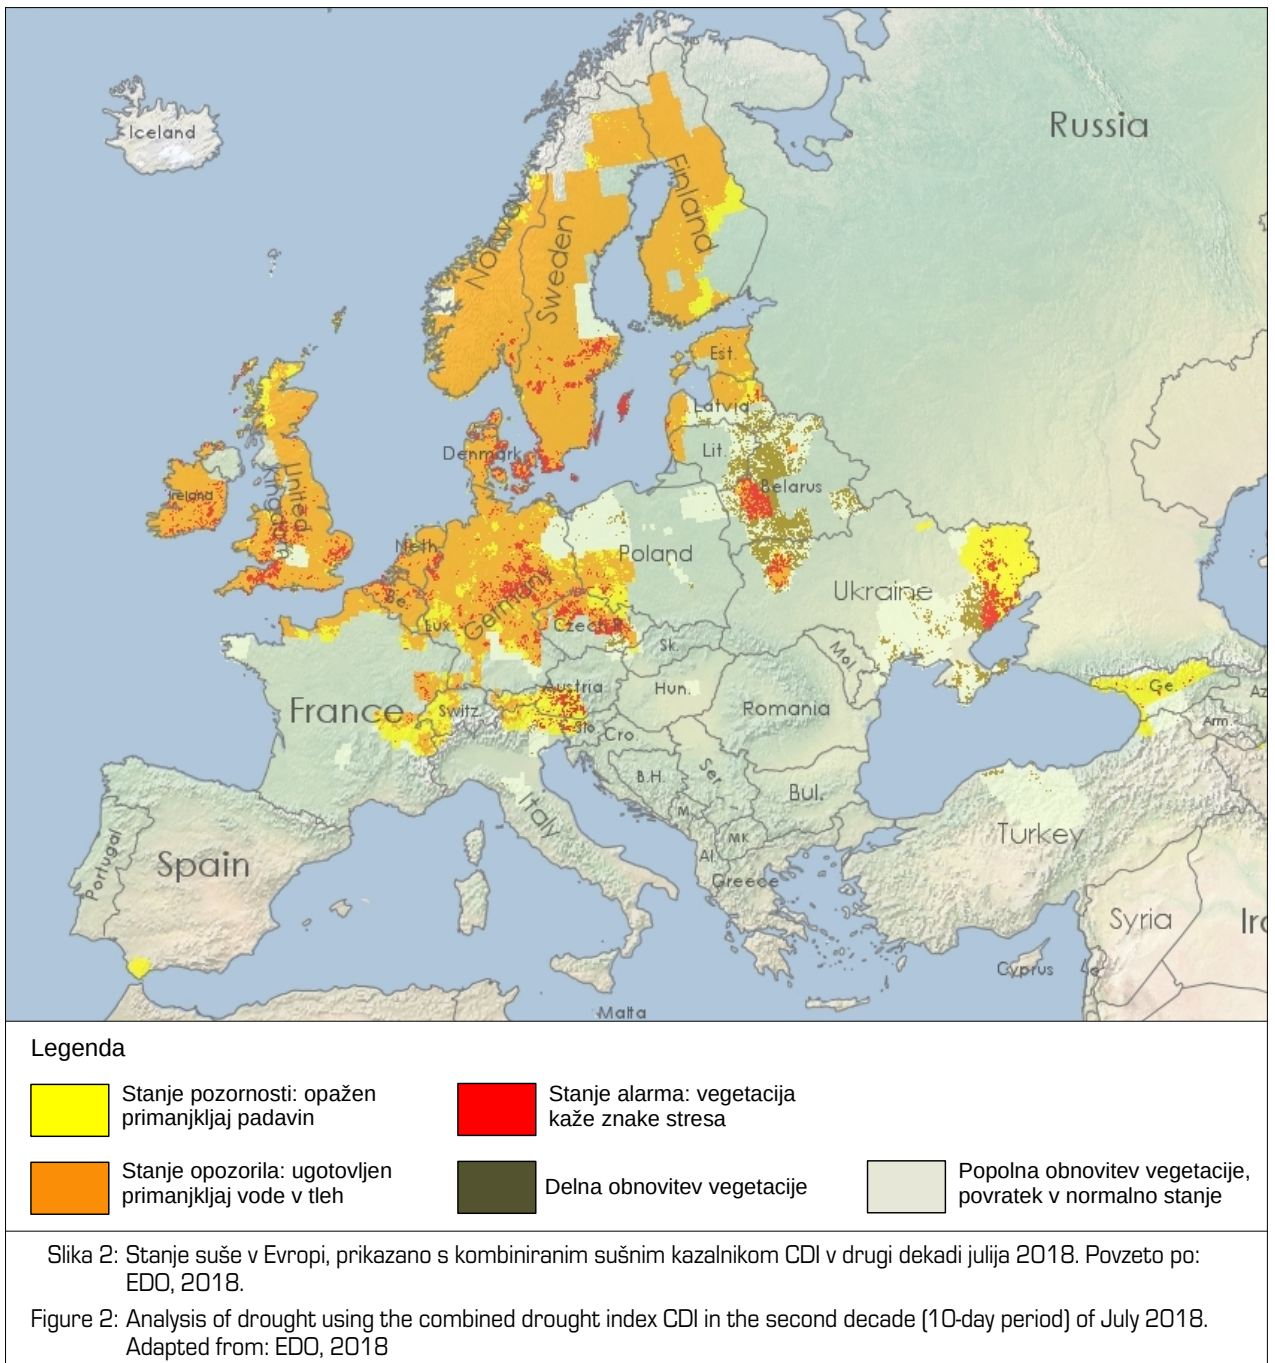 Iceland
Russia
Norway
Sweden
Finland
Est.
Latvia
Lit.
Denmark
Belarus
Ireland
United
Kingdom
Neth.
Be.
Lux.
Germany
Poland
Ukraine
Czech R.
Sk.
Mol.
France
Switz.
Austria
Hun.
Romania
Slo.
Cro.
Ge.
Az
Arm.
B.H.
Ser.
Bul.
M.
MK
Al.
Italy
Portugal
Spain
Greece
Turkey
Syria
Ira
Cyprus
Le
Malta
Legenda
Stanje pozornosti: opažen
primanjkljaj padavin
Stanje alarma: vegetacija
kaže znake stresa
Stanje opozorila: ugotovljen
primanjkljaj vode v tleh
Delna obnovitev vegetacije
Popolna obnovitev vegetacije,
povratek v normalno stanje
Slika 2: Stanje suše v Evropi, prikazano s kombiniranim sušnim kazalnikom CDI v drugi dekadi julija 2018. Povzeto po:
EDO, 2018.
Figure 2: Analysis of drought using the combined drought index CDI in the second decade (10-day period) of July 2018.
Adapted from: EDO, 2018